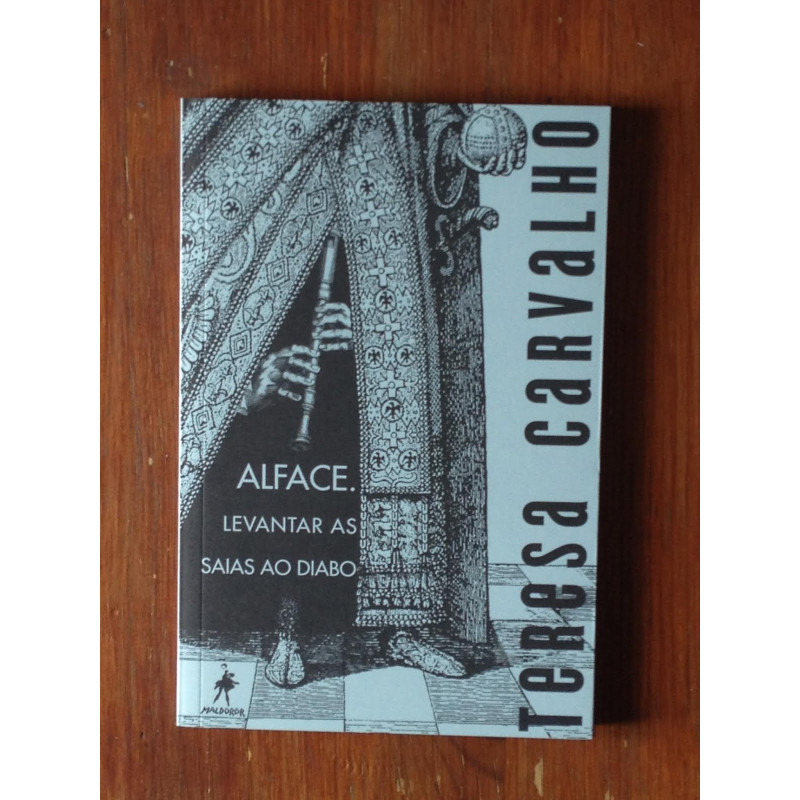 ALFACE.
LEVANTAR AS
SAIAS AO DIABO
TeResa CaRValHO
MALDOROR